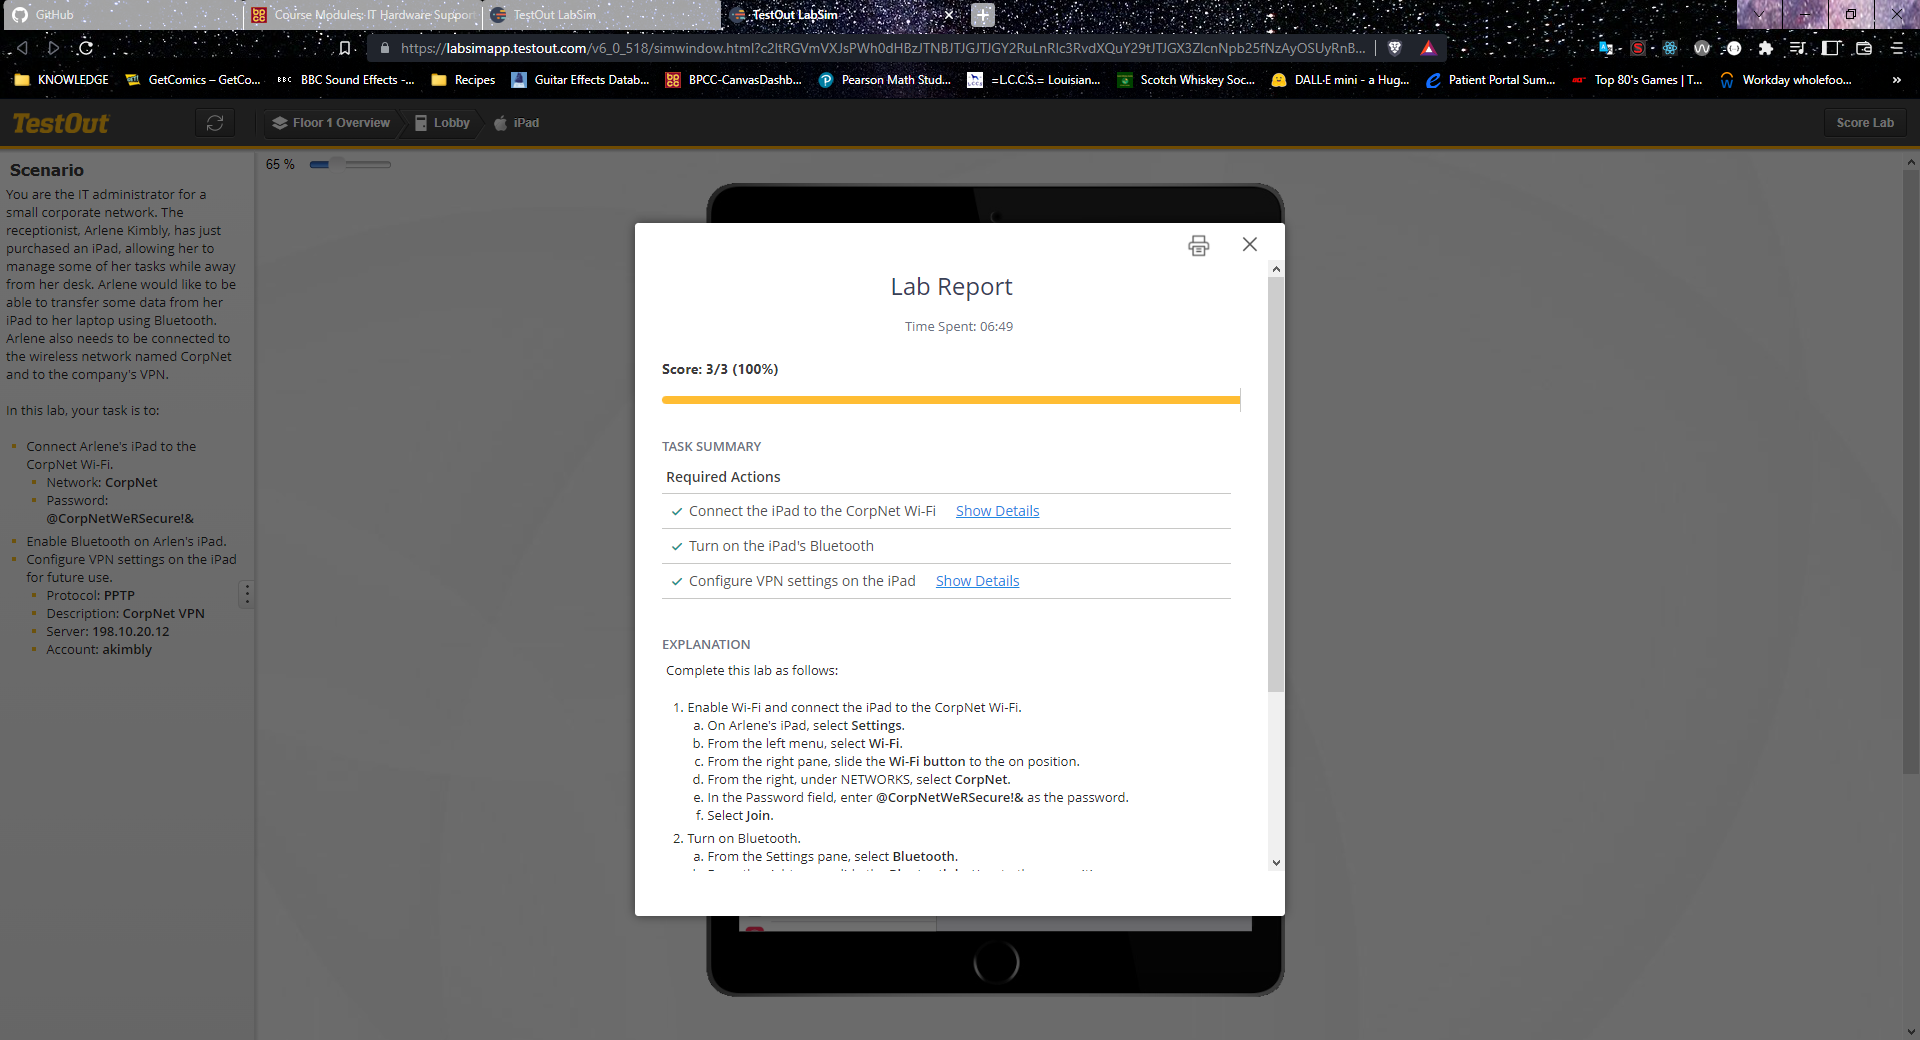 GitHub
Course Modules: IT Hardware Support
TestOut LabSim
TestOut LabSim
https://labsimapp.testout.com/v6_0_518/simwindow.html?
KNOWLEDGE
GetComics – GetCo...
BBC
BBC Sound Effects -...
Recipes
Guitar Effects Datab...
BPCC-CanvasDashb...
Pearson Math Stud...
=L.C.C.S.= Louisian...
Scotch Whiskey Soc...
DALL·E mini - a Hug...
Patient Portal Sum...
Top 80's Games | T...
Workday wholefoo...
»
TestOut
Floor 1 Overview
Lobby
iPad
Score Lab
65 %
Scenario
You are the IT administrator for a
small corporate network. The
receptionist, Arlene Kimbly, has just
purchased an iPad, allowing her to
manage some of her tasks while away
from her desk. Arlene would like to be
able to transfer some data from her
iPad to her laptop using Bluetooth.
Arlene also needs to be connected to
the wireless network named CorpNet
and to the company's VPN.
In this lab, your task is to:
Connect Arlene's iPad to the
CorpNet Wi-Fi.
Network: CorpNet
Password:
@CorpNetWeRSecure!&
Enable Bluetooth on Arlen's iPad.
Configure VPN settings on the iPad
for future use.
Protocol: PPTP
Description: CorpNet VPN
Server: 198.10.20.12
Account: akimbly
Lab Report
Time Spent: 06:49
Score: 3/3 (100%)
TASK SUMMARY
Required Actions
Connect the iPad to the CorpNet Wi-Fi Show Details
Turn on the iPad's Bluetooth
Configure VPN settings on the iPad Show Details
EXPLANATION
Complete this lab as follows:
1. Enable Wi-Fi and connect the iPad to the CorpNet Wi-Fi.
a. On Arlene's iPad, select Settings.
b. From the left menu, select Wi-Fi.
c. From the right pane, slide the Wi-Fi button to the on position.
d. From the right, under NETWORKS, select CorpNet.
e. In the Password field, enter @CorpNetWeRSecure!& as the password.
f. Select Join.
2. Turn on Bluetooth.
a. From the Settings pane, select Bluetooth.